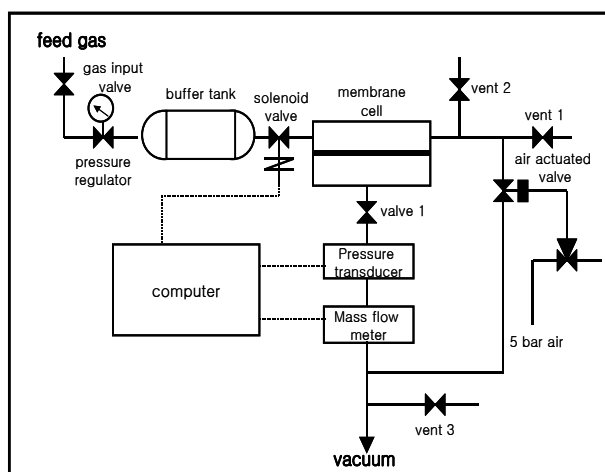 feed gas
gas input
valve
buffer tank
solenoid
valve
membrane
cell
vent 2
vent 1
pressure
regulator
air actuated
valve
valve 1
Pressure
transducer
computer
Mass flow
meter
5 bar air
vent 3
vacuum